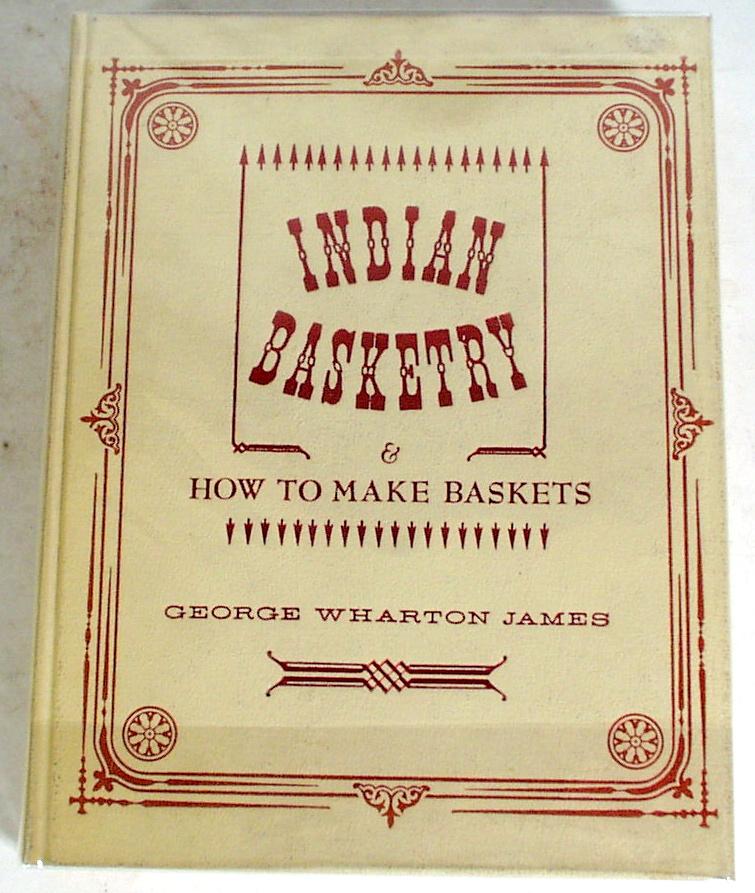 INDIAN
BASKETRY
&
HOW TO MAKE BASKETS
GEORGE WHARTON JAMES